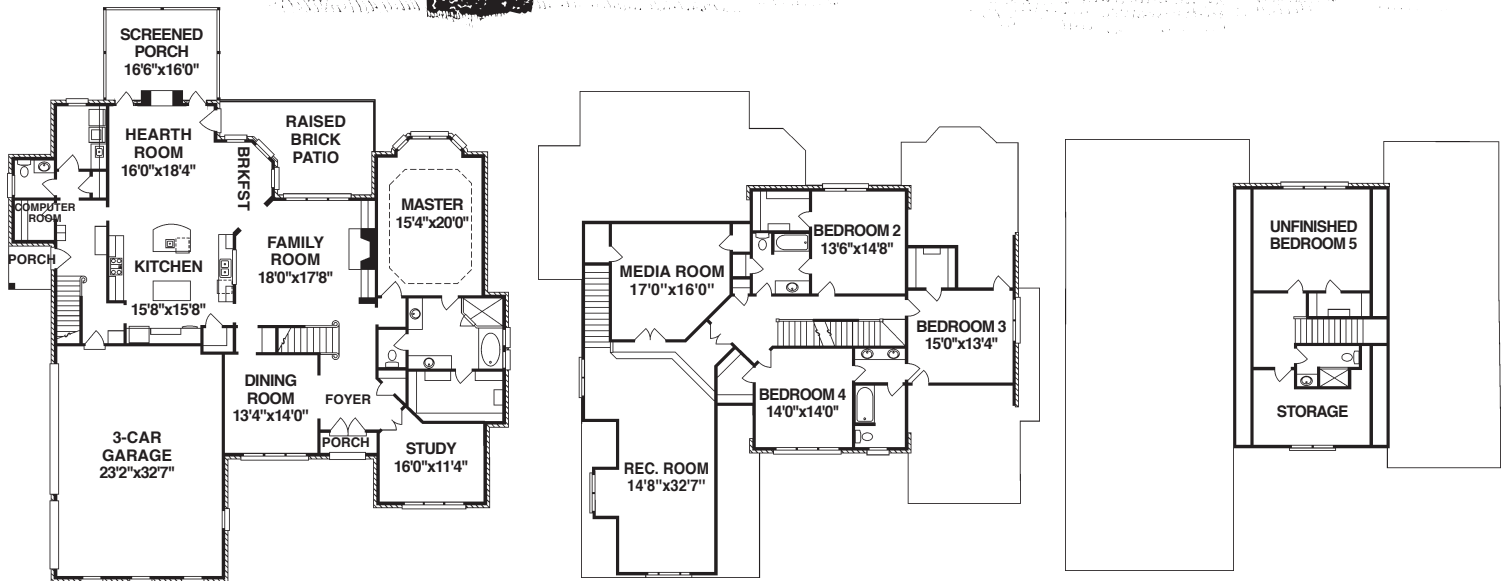 SCREENED
PORCH
16'6"x16'0"
HEARTH
ROOM
16'0"x18'4"
BRKFST
RAISED
BRICK
PATIO
MASTER
15'4"x20'0"
COMPUTER
ROOM
PORCH
KITCHEN
15'8"x15'8"
FAMILY
ROOM
18'0"x17'8"
DINING
ROOM
13'4"x14'0"
FOYER
PORCH
STUDY
16'0"x11'4"
3-CAR
GARAGE
23'2"x32'7"
MEDIA ROOM
17'0"x16'0"
BEDROOM 2
13'6"x14'8"
BEDROOM 3
15'0"x13'4"
BEDROOM 4
14'0"x14'0"
REC. ROOM
14'8"x32'7"
UNFINISHED
BEDROOM 5
STORAGE